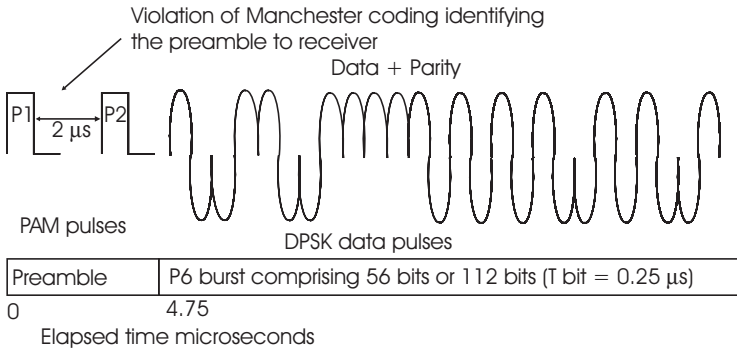 Violation of Manchester coding identifying
the preamble to receiver
Data + Parity
P1
P2
2 μs
PAM pulses
DPSK data pulses
Preamble
P6 burst comprising 56 bits or 112 bits (T bit = 0.25 μs)
0
4.75
Elapsed time microseconds